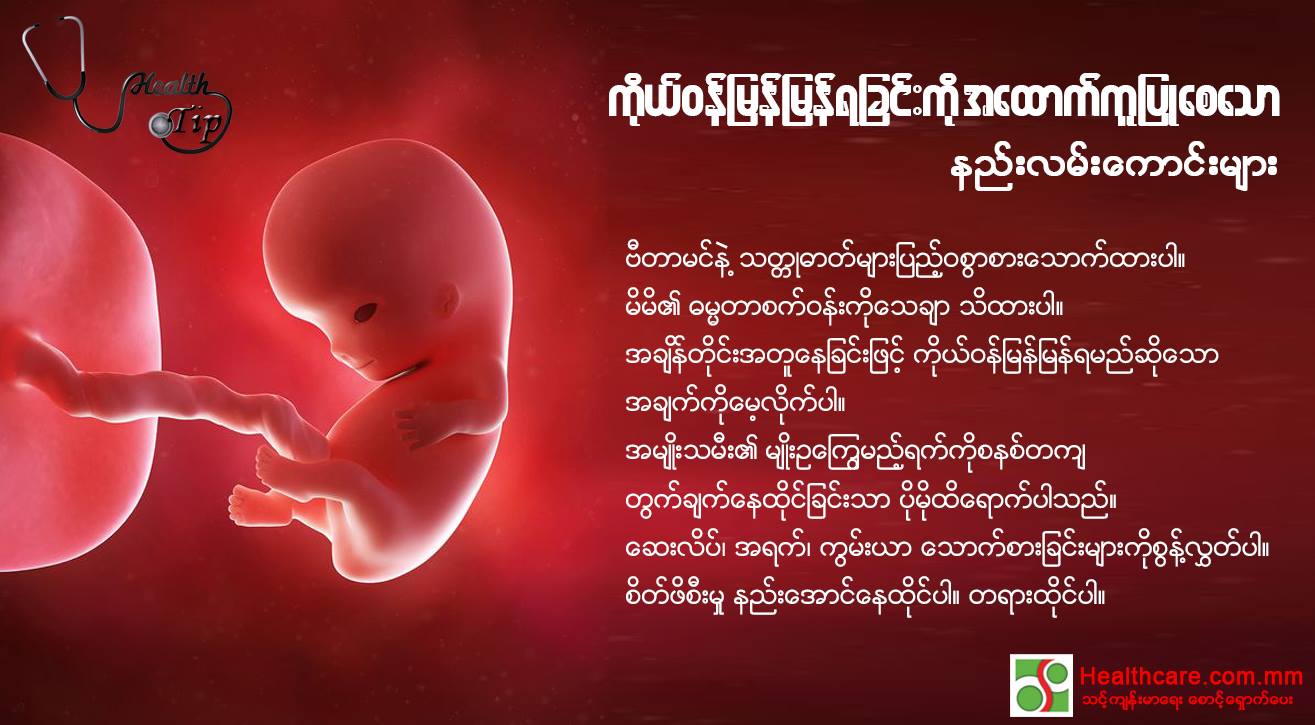 Health
Tip
ကိုယ်ဝန်မြန်မြန်ရခြင်းကိုအထောက်ကူပြုစေသော
နည်းလမ်းကောင်းများ
ဗီတာမင်နဲ့ သတ္တုဓာတ်များပြည့်ဝစွာစားသောက်ထားပါ။
မိမိ၏ ဓမ္မတာစက်ဝန်းကိုသေချာ သိထားပါ။
အချိန်တိုင်းအတူနေခြင်းဖြင့် ကိုယ်ဝန်မြန်မြန်ရမည်ဆိုသော
အချက်ကိုမေ့လိုက်ပါ။
အမျိုးသမီး၏ မျိုးဥကြွေမည့်ရက်ကိုစနစ်တကျ
တွက်ချက်နေထိုင်ခြင်းသာ ပိုမိုထိရောက်ပါသည်။
ဆေးလိပ်၊ အရက်၊ ကွမ်းယာ သောက်စားခြင်းများကိုစွန့်လွှတ်ပါ။
စိတ်ဖိစီးမှု နည်းအောင်နေထိုင်ပါ။ တရားထိုင်ပါ။
Healthcare.com.mm
သင့်ကျန်းမာရေး စောင့်ရှောက်ပေး